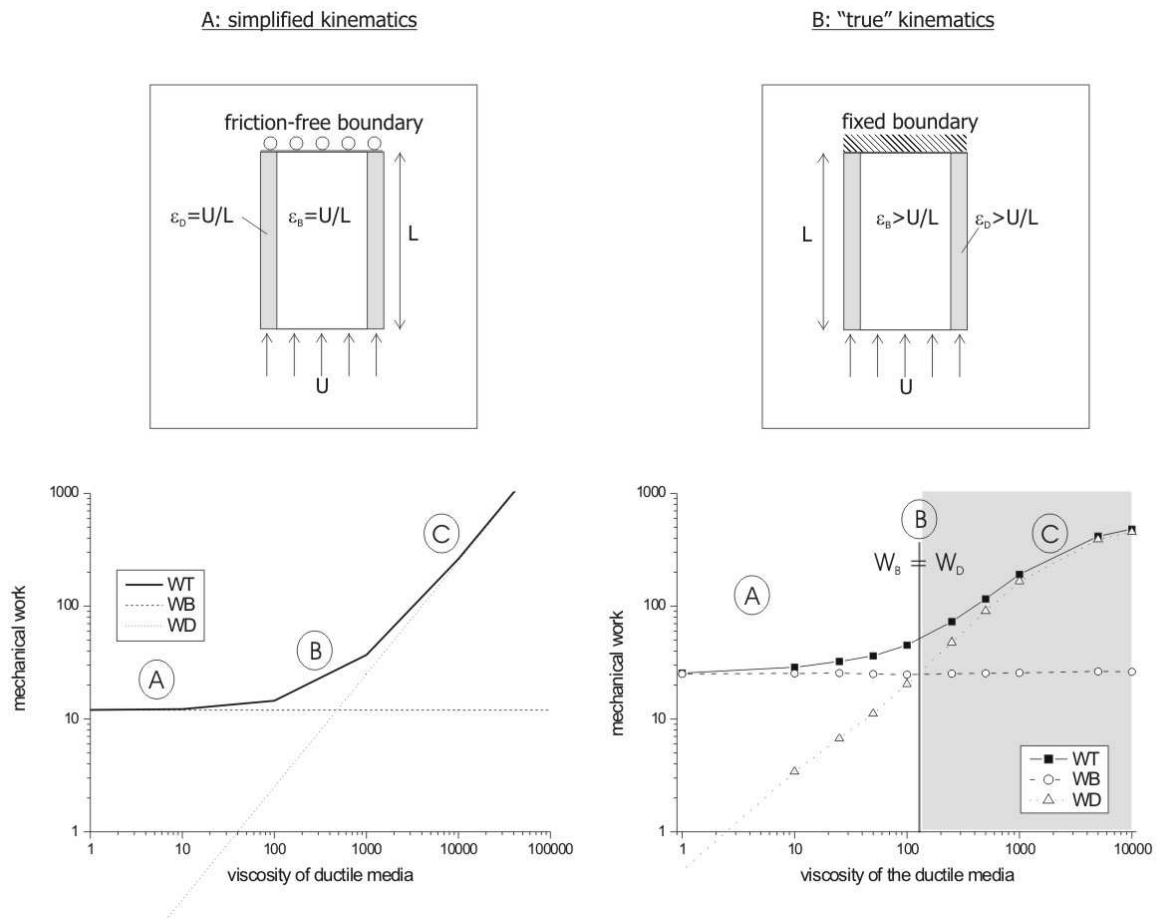 A: simplified kinematics
friction-free boundary
ε_D=U/L
ε_B=U/L
L
U
B: “true” kinematics
fixed boundary
L
ε_B>U/L
ε_D>U/L
U
mechanical work
1000
100
10
1
A
B
C
WT
WB
WD
1 10 100 1000 10000 100000
viscosity of ductile media
mechanical work
1000
100
10
1
A
B
C
W_B = W_D
WT
WB
WD
1 10 100 1000 10000
viscosity of the ductile media